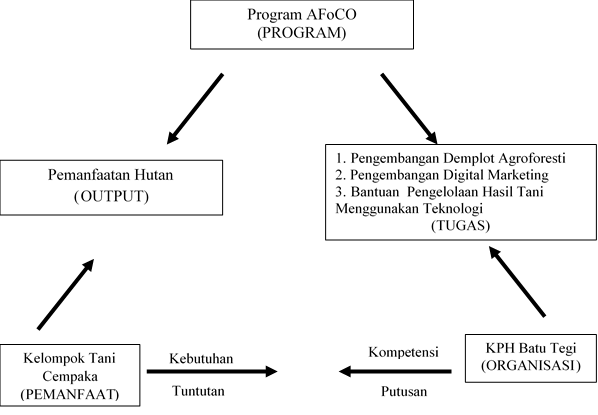 Program AFoCO
(PROGRAM)
Pemanfaatan Hutan
(OUTPUT)
1. Pengembangan Demplot Agroforesti
2. Pengembangan Digital Marketing
3. Bantuan Pengelolaan Hasil Tani
Menggunakan Teknologi
(TUGAS)
Kelompok Tani
Cempaka
(PEMANFAAT)
Kebutuhan
Tuntutan
Kompetensi
Putusan
KPH Batu Tegi
(ORGANISASI)